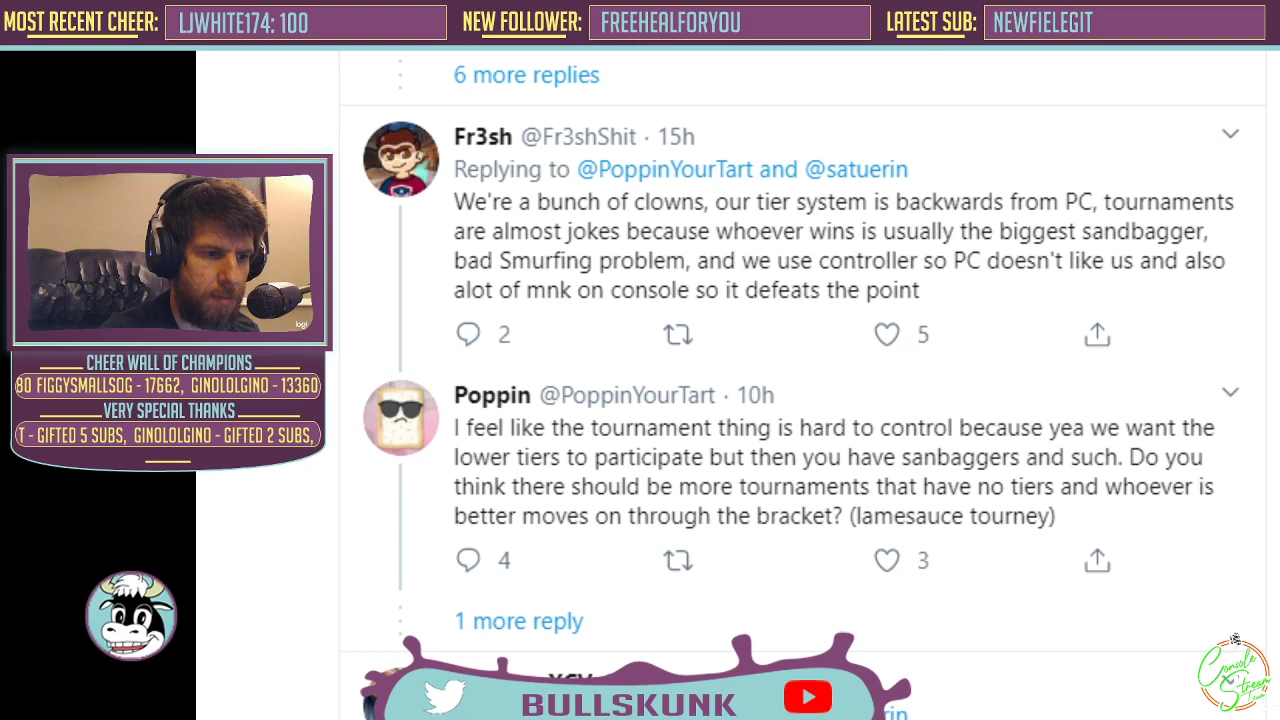 MOST RECENT CHEER: LJWHITE174: 100 NEW FOLLOWER: FREEHEALFORYOU LATEST SUB: NEWFIELEGIT
6 more replies
Fr3sh @Fr3shShit · 15h
Replying to @PoppinYourTart and @satuerin
We're a bunch of clowns, our tier system is backwards from PC, tournaments
are almost jokes because whoever wins is usually the biggest sandbagger,
bad Smurfing problem, and we use controller so PC doesn't like us and also
alot of mnk on console so it defeats the point
2 5
Poppin @PoppinYourTart · 10h
I feel like the tournament thing is hard to control because yea we want the
lower tiers to participate but then you have sanbaggers and such. Do you
think there should be more tournaments that have no tiers and whoever is
better moves on through the bracket? (lamesauce tourney)
4 3
1 more reply
logi
CHEER WALL OF CHAMPIONS
80 FIGGYSMALLSOG - 17662, GINOLOLGINO - 13360
VERY SPECIAL THANKS
T - GIFTED 5 SUBS, GINOLOLGINO - GIFTED 2 SUBS,
BULLSKUNK
Console
Stream
.com